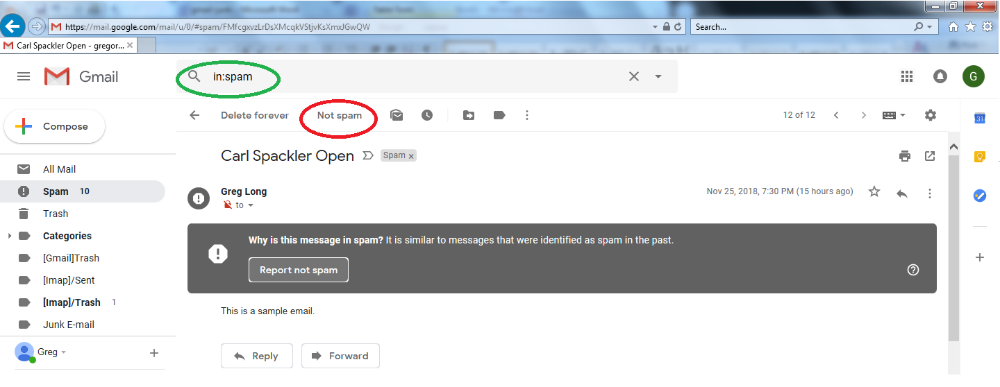 https://mail.google.com/mail/u/0/#spam/FMfcgxvzLrDsXMcqkVStjvKsXmxJGwQW
Search...
Carl Spackler Open - gregor...
Gmail
in:spam
G
Compose
Delete forever
Not spam
12 of 12
31
Carl Spackler Open
Spam x
All Mail
Spam 10
Trash
Categories
[Gmail]Trash
[Imap]/Sent
[Imap]/Trash 1
Junk E-mail
Greg
Greg Long
to
Nov 25, 2018, 7:30 PM (15 hours ago)
Why is this message in spam? It is similar to messages that were identified as spam in the past.
Report not spam
This is a sample email.
Reply
Forward